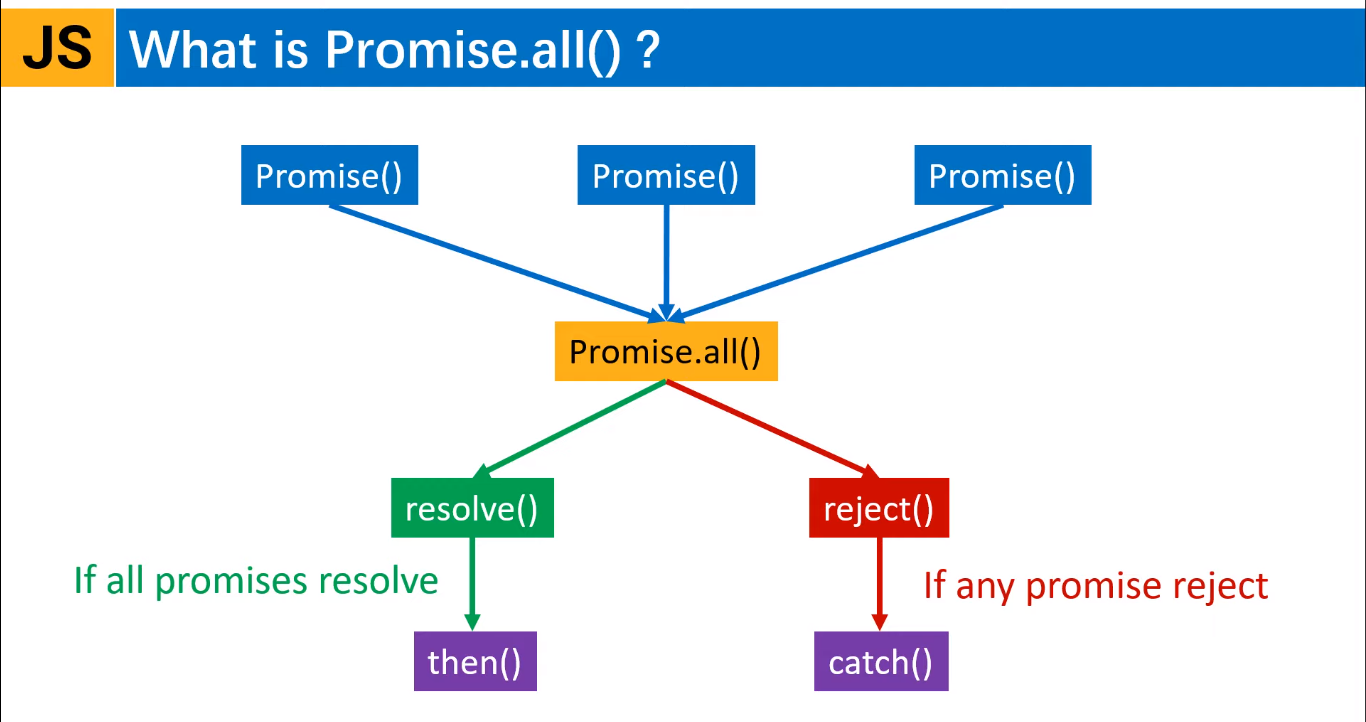 JS What is Promise.all() ?
Promise() Promise() Promise()
Promise.all()
resolve() reject()
If all promises resolve If any promise reject
then() catch()